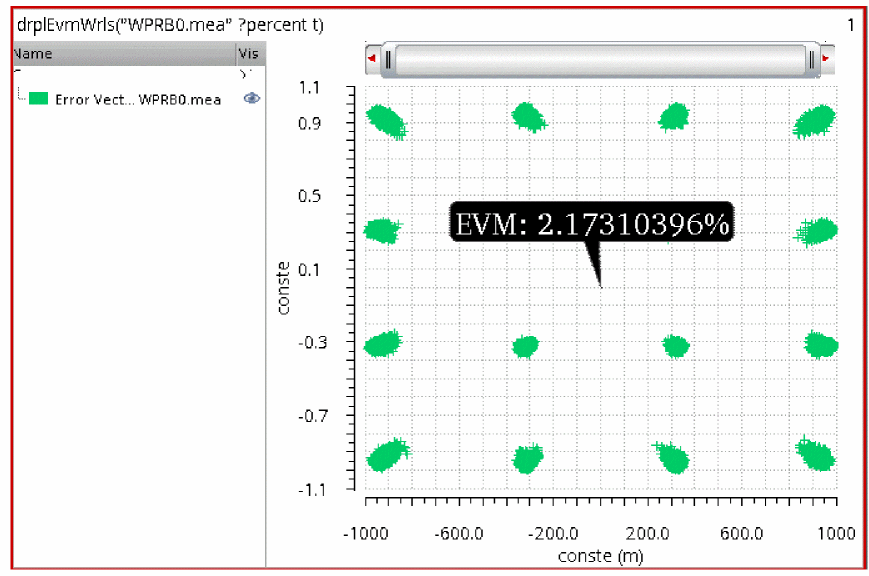 drplEvmWrls("WPRB0.mea" ?percent t)
1
Name Vis
Error Vect... WPRB0.mea
1.1
0.9
0.5
EVM: 2.17310396%
0.1
conste
-0.3
-0.7
-1.1
-1000 -600.0 -200.0 200.0 600.0 1000
conste (m)